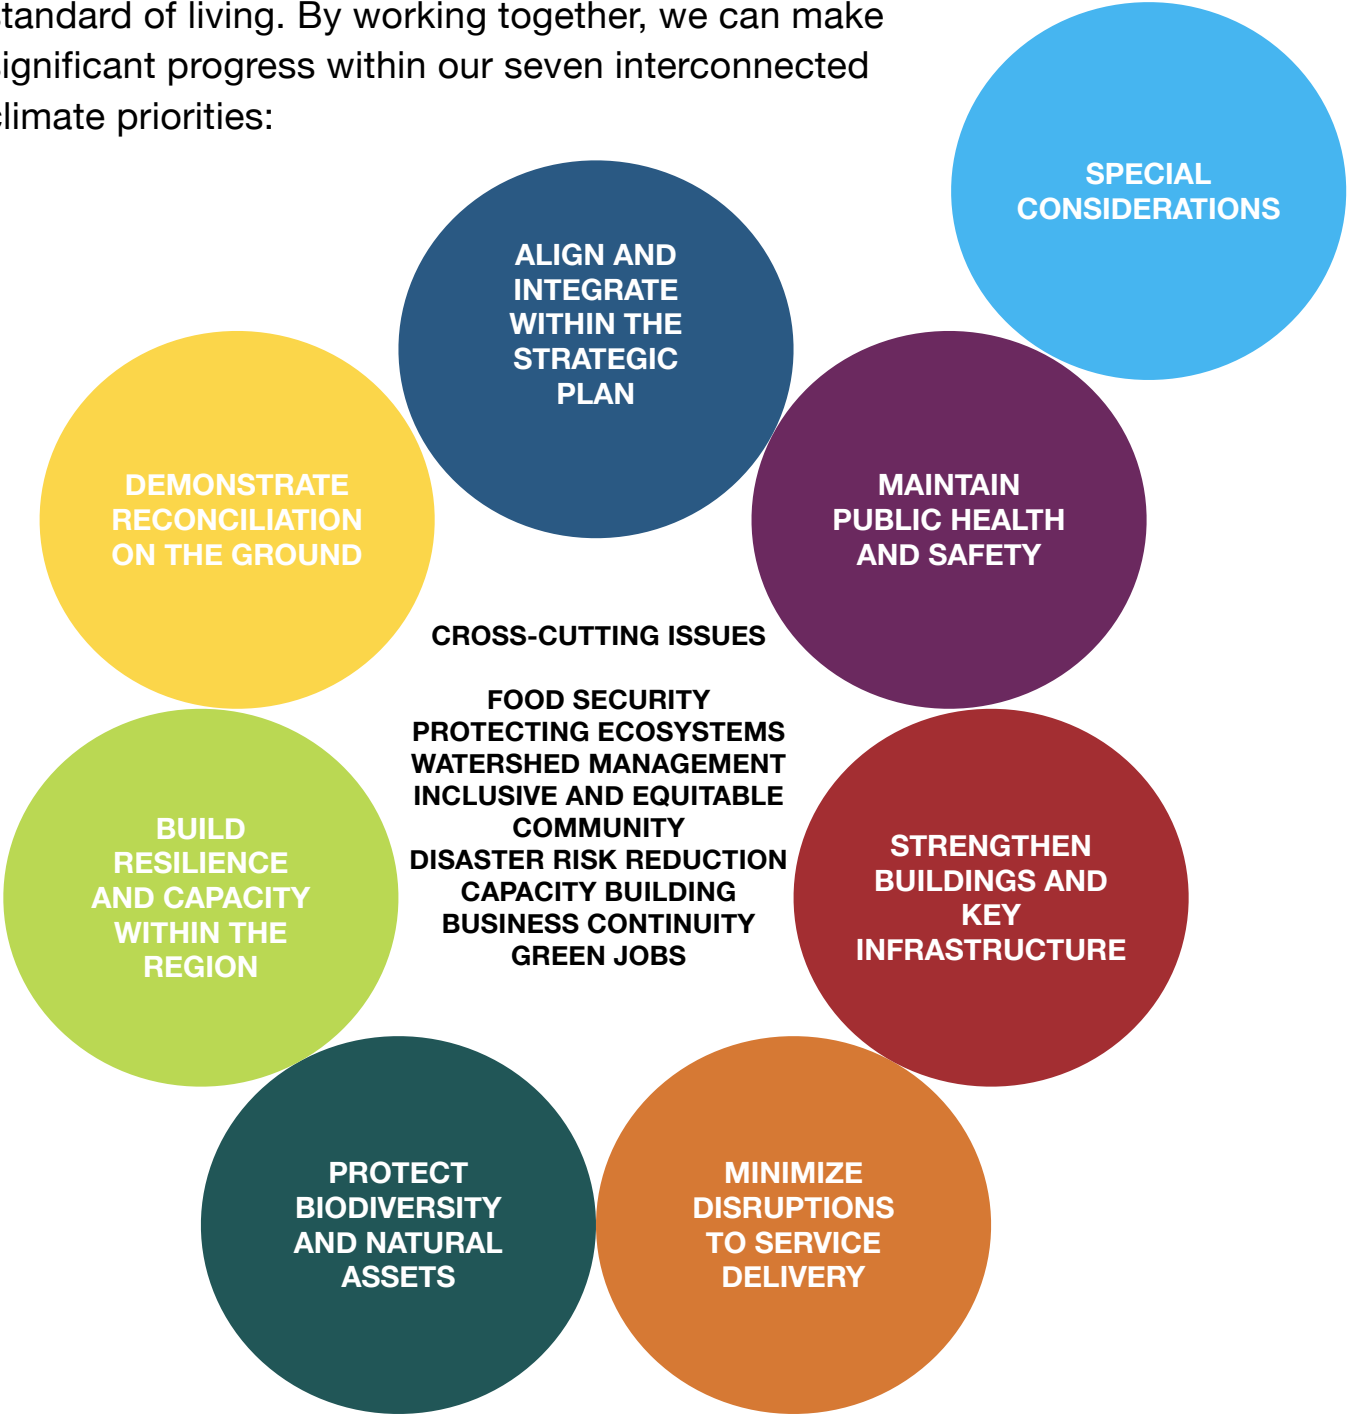 standard of living. By working together, we can make
significant progress within our seven interconnected
climate priorities:
SPECIAL
CONSIDERATIONS
ALIGN AND
INTEGRATE
WITHIN THE
STRATEGIC
PLAN
DEMONSTRATE
RECONCILIATION
ON THE GROUND
MAINTAIN
PUBLIC HEALTH
AND SAFETY
CROSS-CUTTING ISSUES
FOOD SECURITY
PROTECTING ECOSYSTEMS
WATERSHED MANAGEMENT
INCLUSIVE AND EQUITABLE
COMMUNITY
DISASTER RISK REDUCTION
CAPACITY BUILDING
BUSINESS CONTINUITY
GREEN JOBS
BUILD
RESILIENCE
AND CAPACITY
WITHIN THE
REGION
STRENGTHEN
BUILDINGS AND
KEY
INFRASTRUCTURE
PROTECT
BIODIVERSITY
AND NATURAL
ASSETS
MINIMIZE
DISRUPTIONS
TO SERVICE
DELIVERY